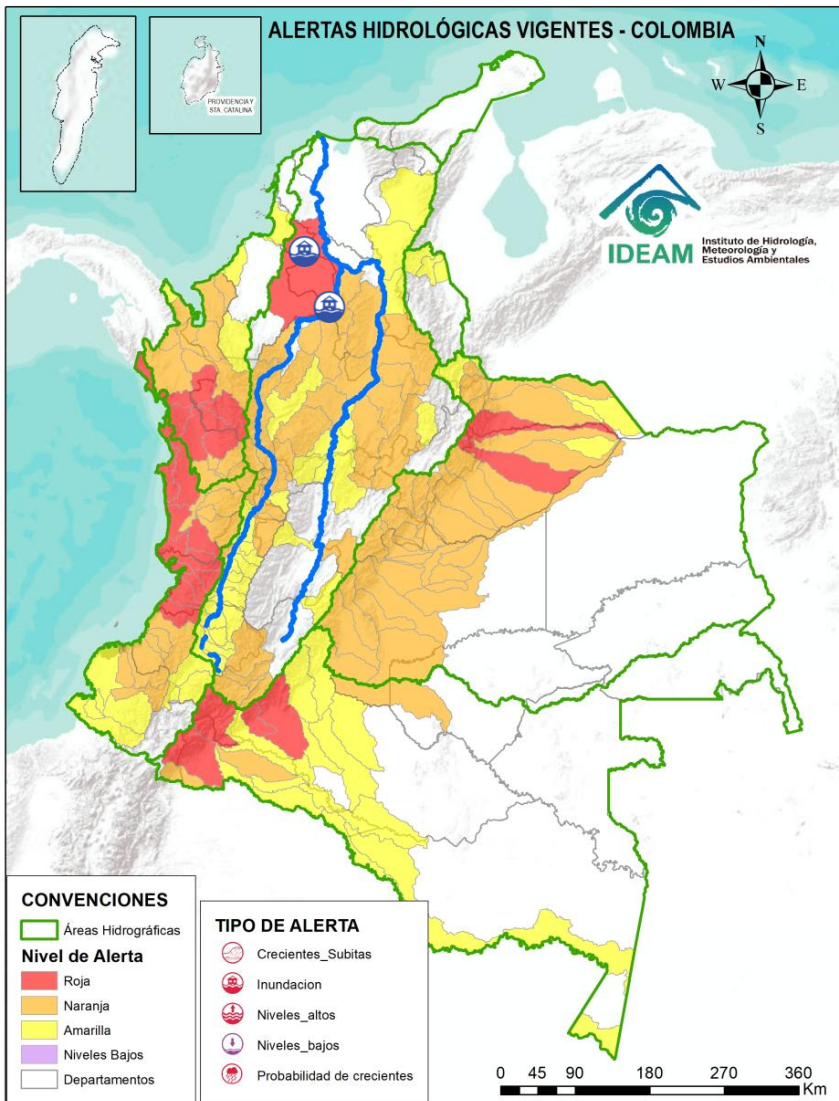 ALERTAS HIDROLÓGICAS VIGENTES - COLOMBIA
PROVIDENCIA Y
STA. CATALINA
N
W
E
S
IDEAM
Instituto de Hidrología,
Meteorología y
Estudios Ambientales
CONVENCIONES
Áreas Hidrográficas
Nivel de Alerta
Roja
Naranja
Amarilla
Niveles Bajos
Departamentos
TIPO DE ALERTA
Crecientes_Subitas
Inundacion
Niveles_altos
Niveles_bajos
Probabilidad de crecientes
0 45 90 180 270 360
Km